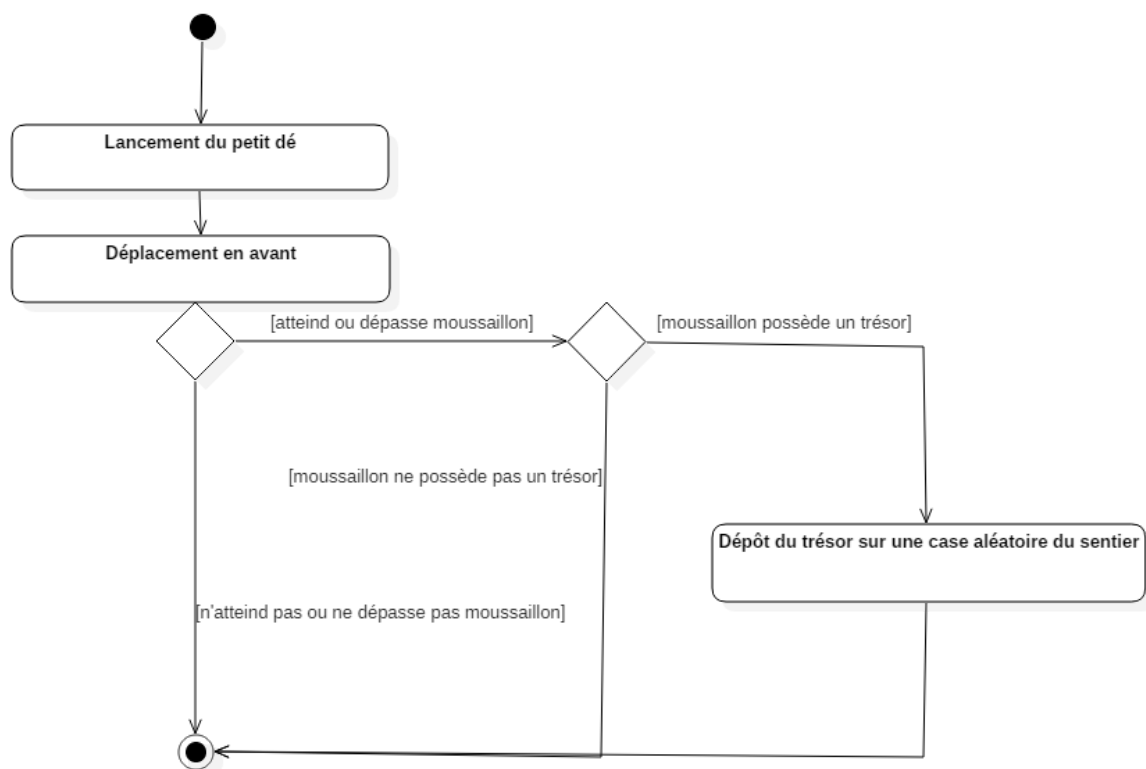 Lancement du petit dé
Déplacement en avant
[atteind ou dépasse moussaillon]
[moussaillon possède un trésor]
[moussaillon ne possède pas un trésor]
Dépôt du trésor sur une case aléatoire du sentier
[n'atteind pas ou ne dépasse pas moussaillon]